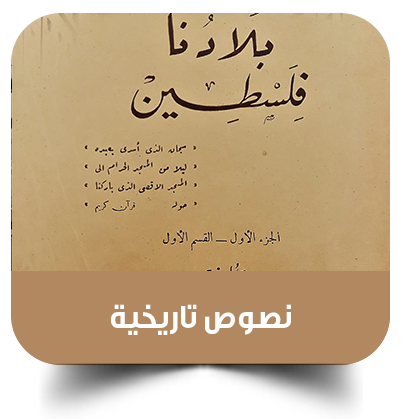 بلادنا
فلسطين
« سبحان الذى أسرى بعبده »
« ليلا من المسجد الحرام الى »
« المسجد الاقصى الذى باركنا »
« حوله قرآن كريم »
الجزء الأول — القسم الأول
نصوص تاريخية